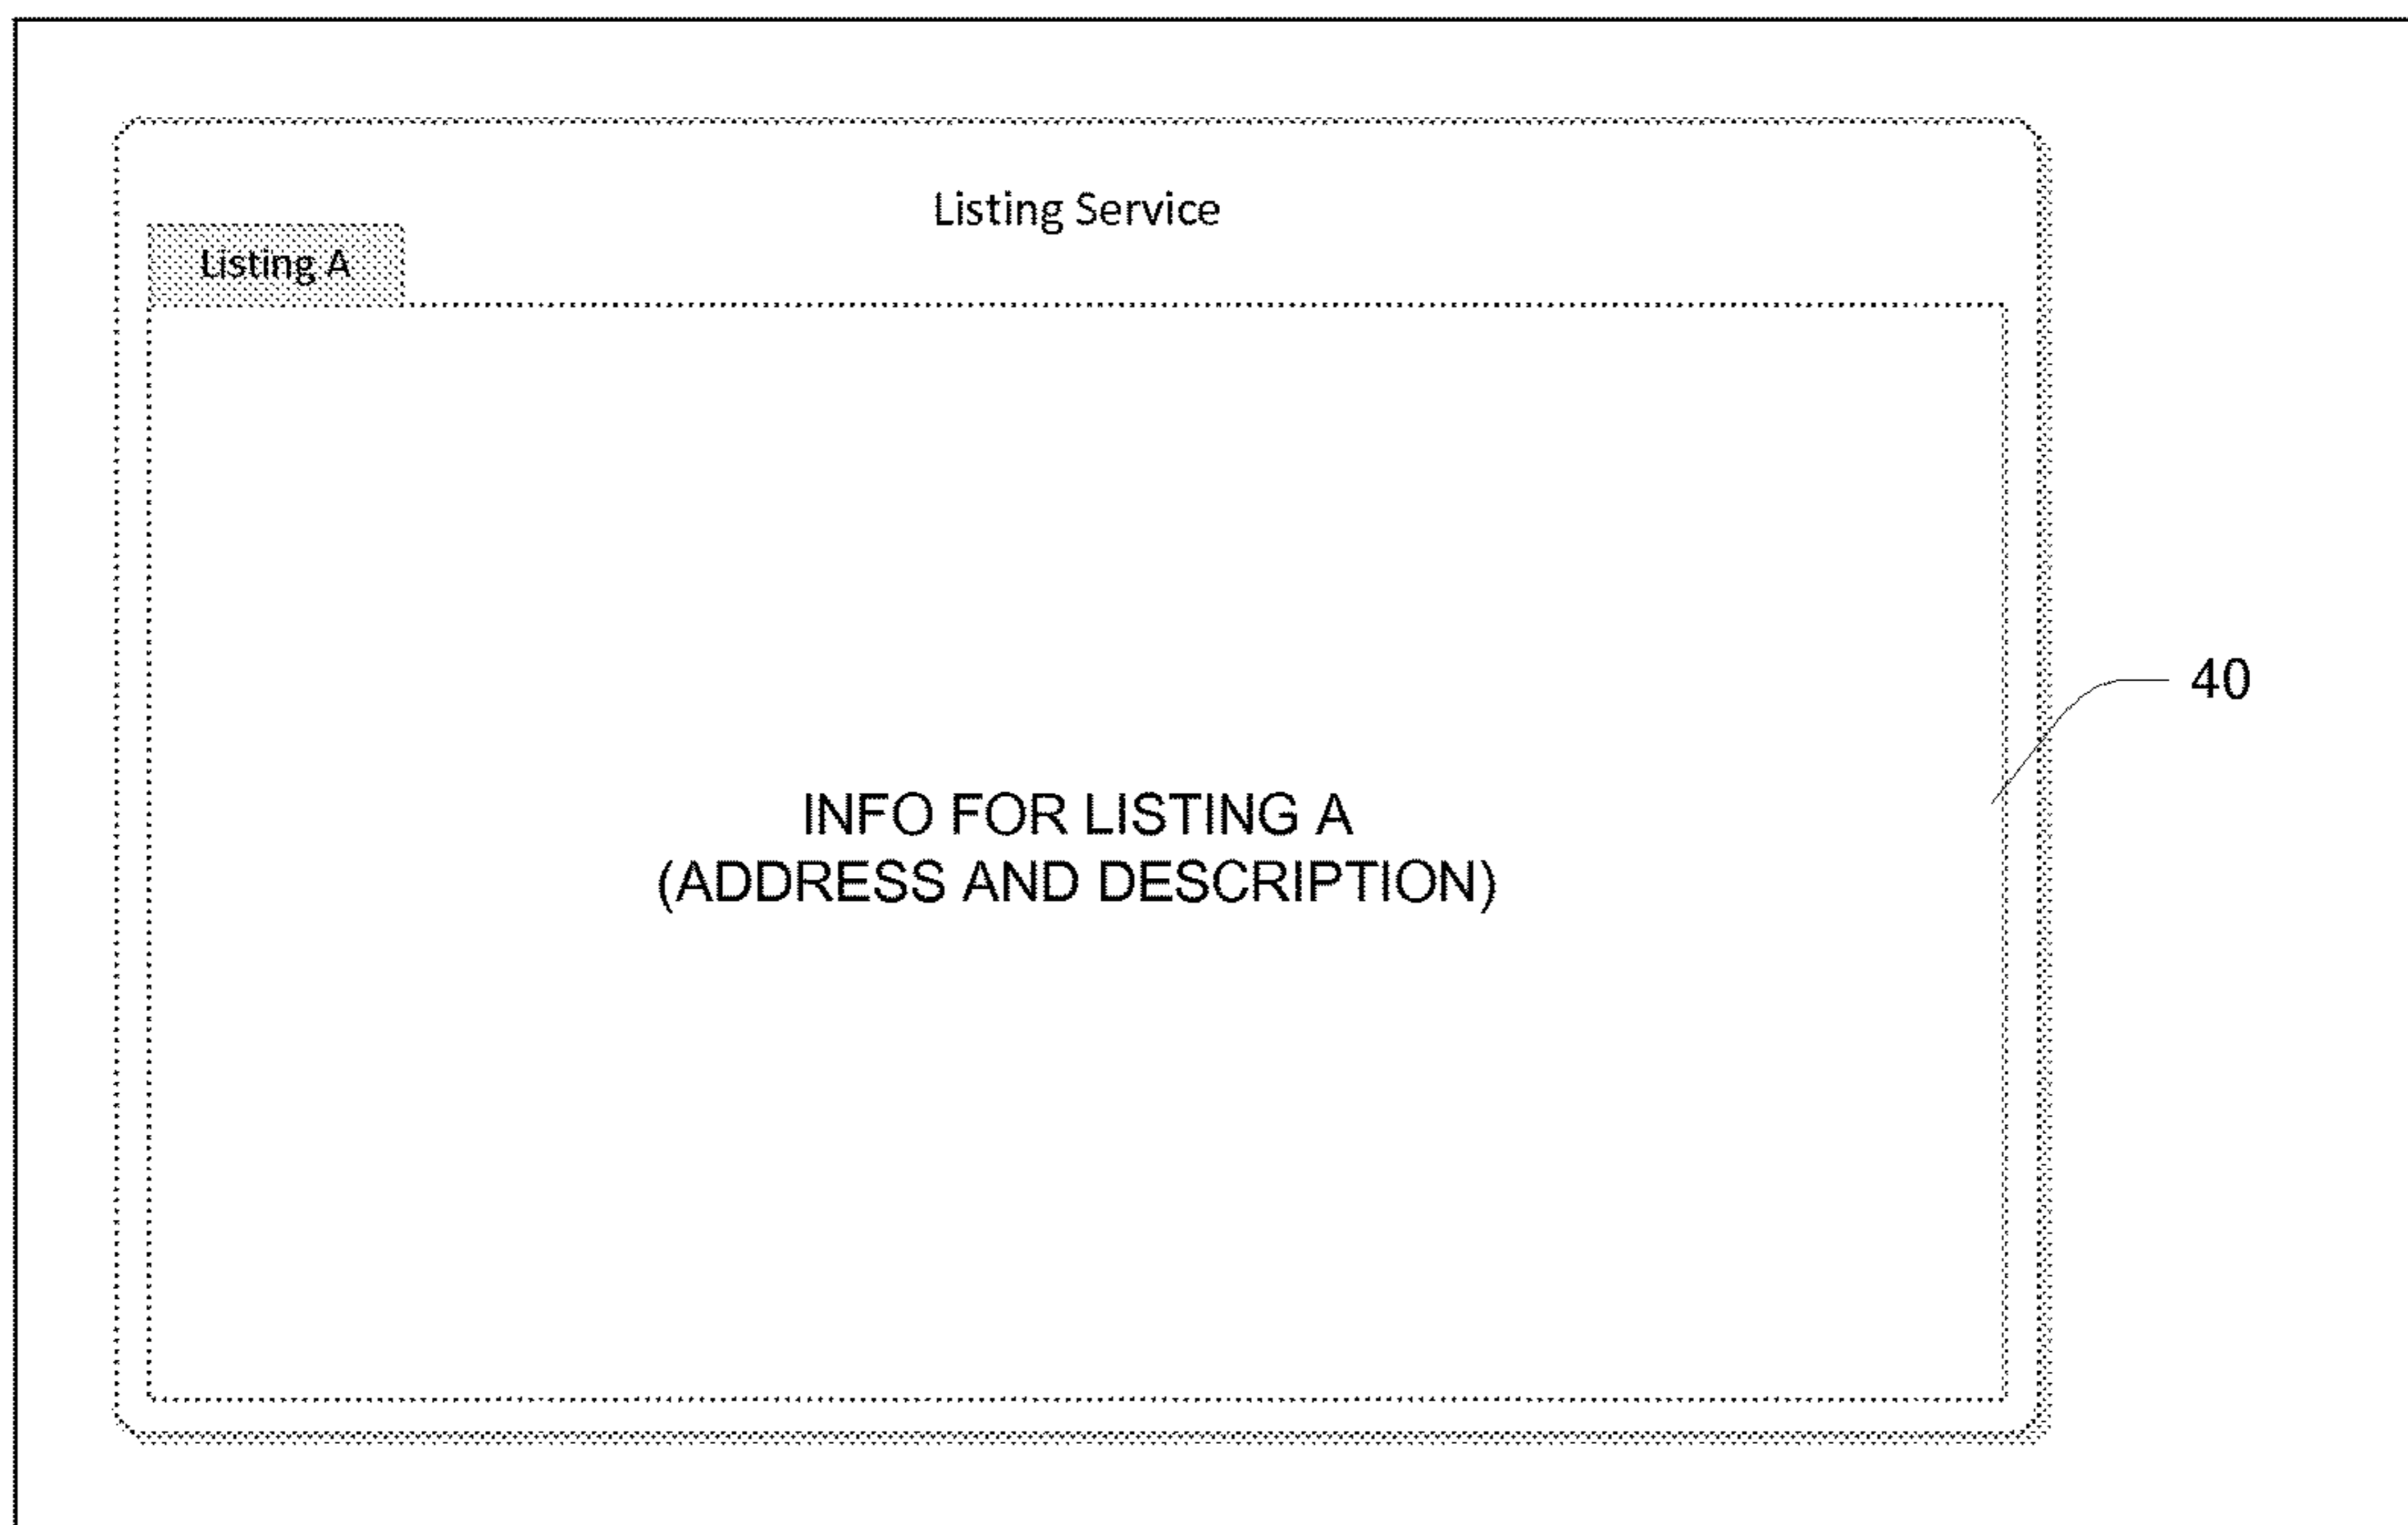 Listing Service
Listing A
40
INFO FOR LISTING A
(ADDRESS AND DESCRIPTION)